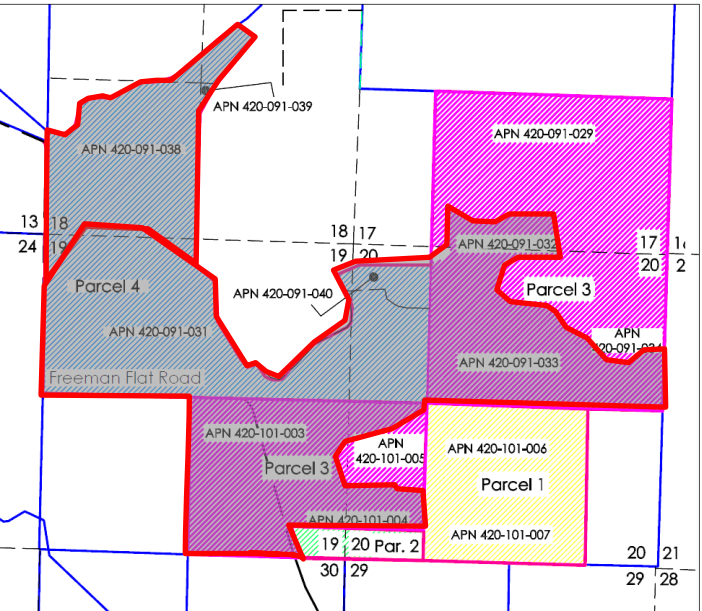 APN 420-091-039
APN 420-091-029
APN 420-091-038
13 18
24 19
18 17
19 20
APN 420-091-032
17
20 2
Parcel 4
APN 420-091-040
Parcel 3
APN 420-091-031
APN
420-091-034
APN 420-091-033
Freeman Flat Road
APN 420-101-003
APN
420-101-005
APN 420-101-006
Parcel 3
Parcel 1
APN 420-101-004
APN 420-101-007
19 20 Par. 2
30 29
20 21
29 28